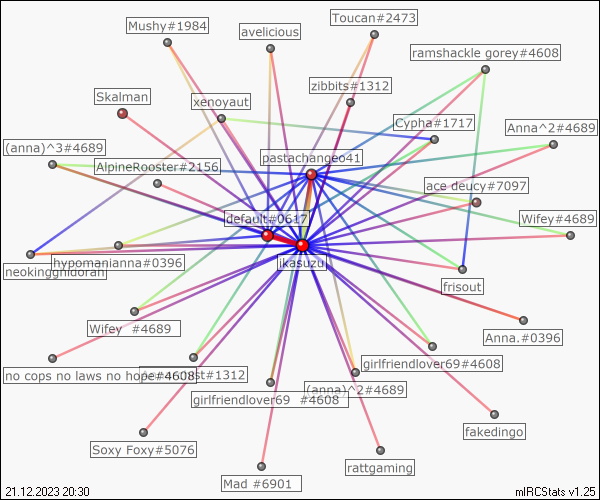 Toucan#2473
Mushy#1984
avelicious
ramshackle gorey#4608
zibbits#1312
Skalman
xenoyaut
Cypha#1717
Anna^2#4689
(anna)^3#4689
pastachangeo41
AlpineRooster#2156
ace deucy#7097
default#0617
Wifey#4689
hypomanianna#0396
ikasuzu
frisout
Wifey #4689
Anna.#0396
girlfriendlover69#4608
no cops no laws no hope#4608
#1312
(anna)^2#4689
girlfriendlover69 #4608
fakedingo
Soxy Foxy#5076
rattgaming
Mad #6901
21.12.2023 20:30
mIRCStats v1.25